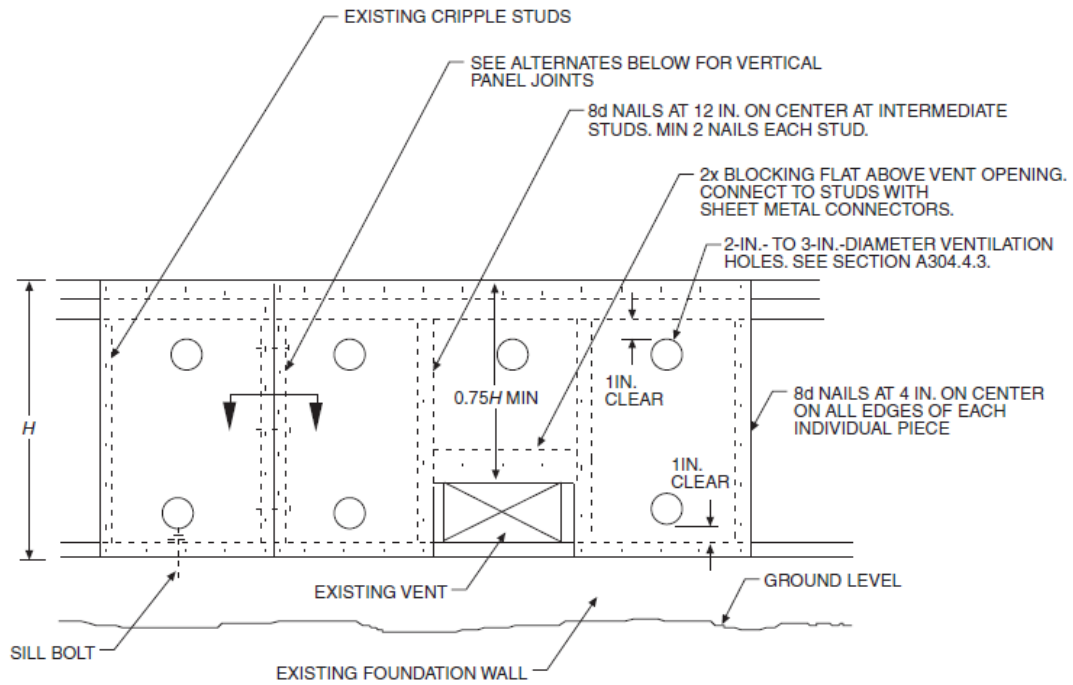 EXISTING CRIPPLE STUDS
SEE ALTERNATES BELOW FOR VERTICAL
PANEL JOINTS
8d NAILS AT 12 IN. ON CENTER AT INTERMEDIATE
STUDS. MIN 2 NAILS EACH STUD.
2x BLOCKING FLAT ABOVE VENT OPENING.
CONNECT TO STUDS WITH
SHEET METAL CONNECTORS.
2-IN.- TO 3-IN.-DIAMETER VENTILATION
HOLES. SEE SECTION A304.4.3.
H
0.75H MIN
1IN.
CLEAR
8d NAILS AT 4 IN. ON CENTER
ON ALL EDGES OF EACH
INDIVIDUAL PIECE
1IN.
CLEAR
EXISTING VENT
GROUND LEVEL
SILL BOLT
EXISTING FOUNDATION WALL